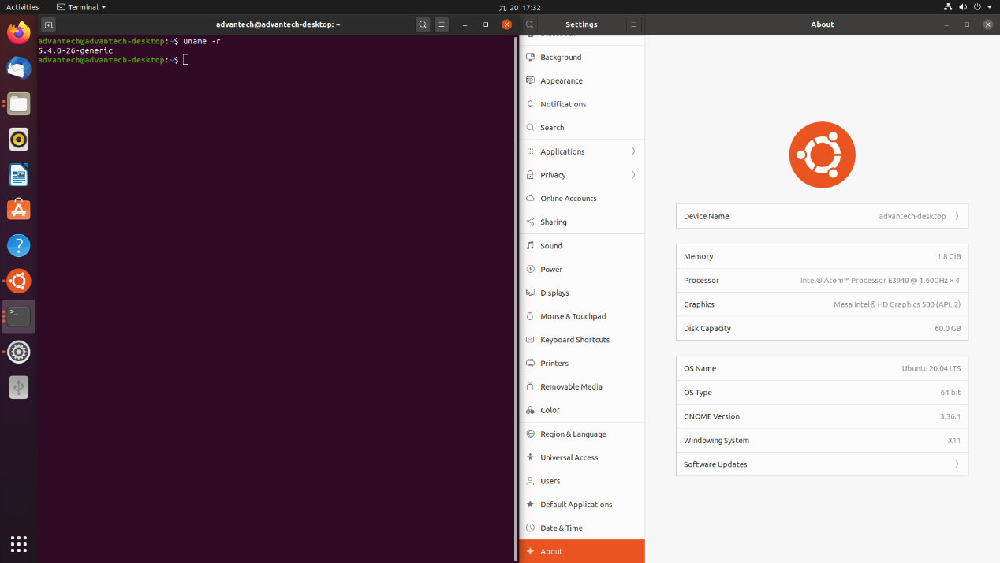 Activities
Terminal
九 20 17:32
advantech@advantech-desktop: ~
advantech@advantech-desktop:~$ uname -r
5.4.0-26-generic
advantech@advantech-desktop:~$
Settings
Background
Appearance
Notifications
Search
Applications
Privacy
Online Accounts
Sharing
Sound
Power
Displays
Mouse & Touchpad
Keyboard Shortcuts
Printers
Removable Media
Color
Region & Language
Universal Access
Users
Default Applications
Date & Time
About
About
Device Name advantech-desktop
Memory 1.8 GiB
Processor Intel® Atom™ Processor E3940 @ 1.60GHz × 4
Graphics Mesa Intel® HD Graphics 500 (APL 2)
Disk Capacity 60.0 GB
OS Name Ubuntu 20.04 LTS
OS Type 64-bit
GNOME Version 3.36.1
Windowing System X11
Software Updates